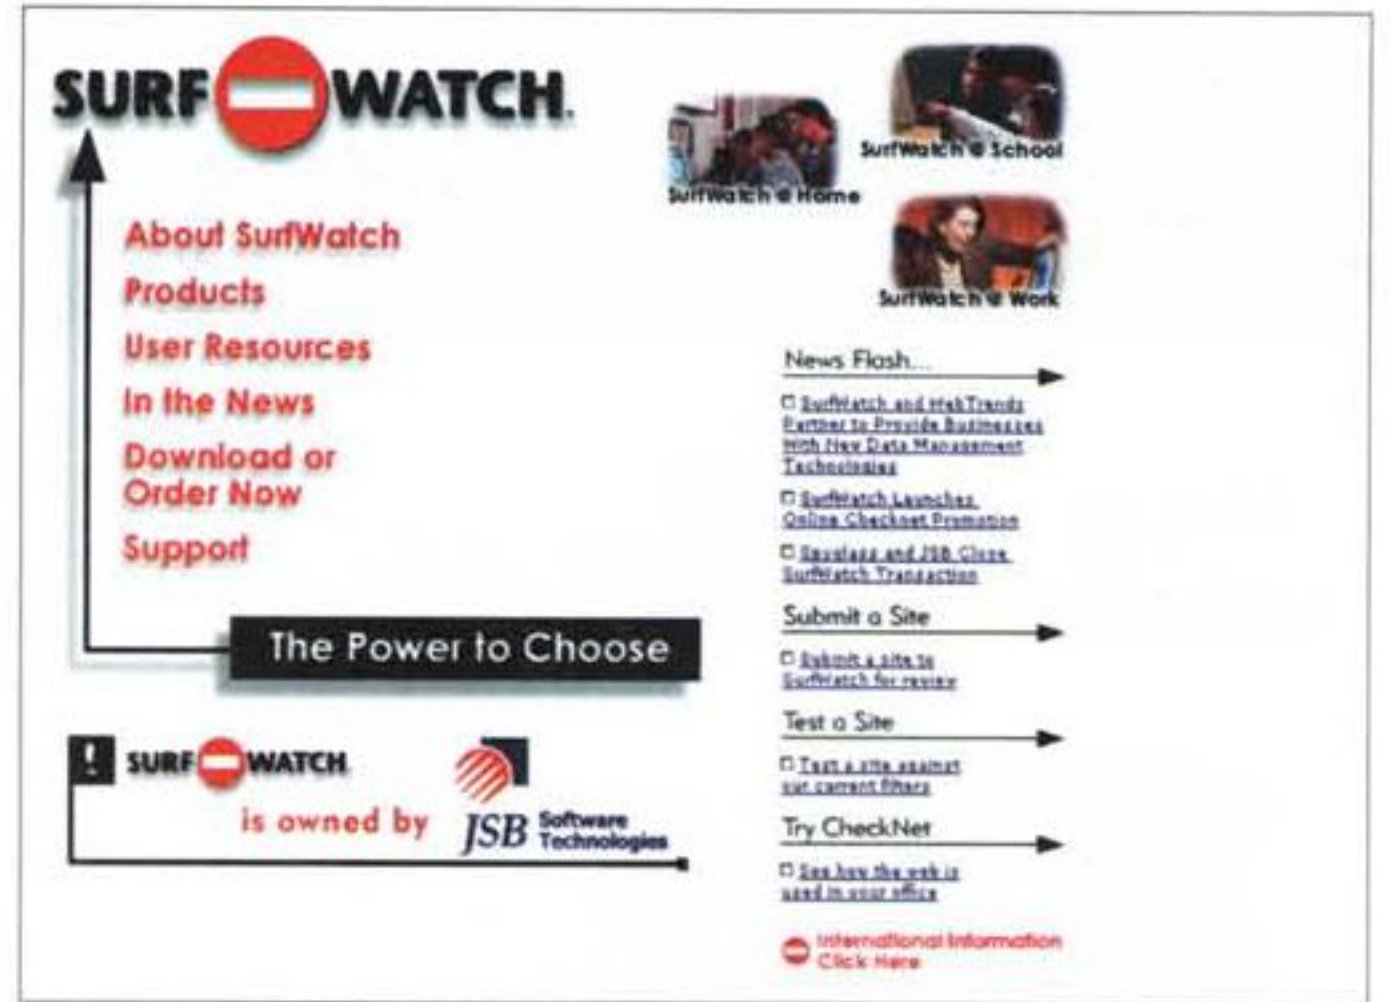 SURF WATCH
About SurfWatch
Products
User Resources
In the News
Download or
Order Now
Support
The Power to Choose
!
SURF WATCH
is owned by
JSB Software
Technologies
SurfWatch @ Home
SurfWatch @ School
SurfWatch @ Work
News Flash...
SurfWatch and WebTrends
Partner to Provide Businesses
With New Data Management
Technologies
SurfWatch Launches
Online Checknet Promotion
Spyglass and JSB Close
SurfWatch Transaction
Submit a Site
Submit a site to
SurfWatch for review
Test a Site
Test a site against
our current filters
Try CheckNet
See how the web is
used in your office
International Information
Click Here